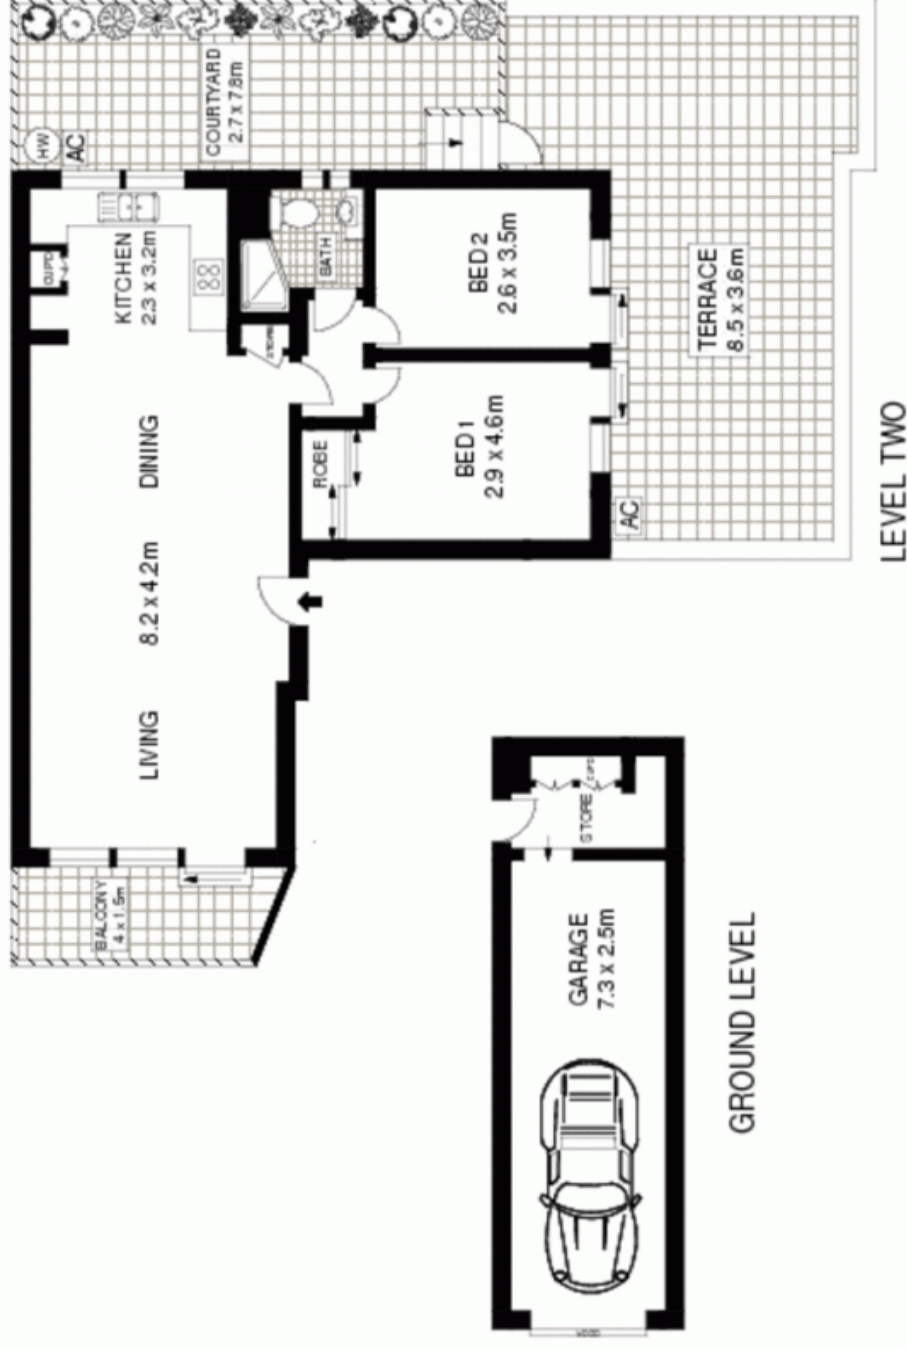 COURTYARD
2.7 x 7.8m
HW
AC
CUP'D
KITCHEN
2.3 x 3.2m
BATH
STORE
BED 2
2.6 x 3.5m
TERRACE
8.5 x 3.6m
LIVING 8.2 x 4.2m DINING
ROBE
BED 1
2.9 x 4.6m
AC
BALCONY
4 x 1.5m
LEVEL TWO
STORE
CUP'D
GARAGE
7.3 x 2.5m
GROUND LEVEL